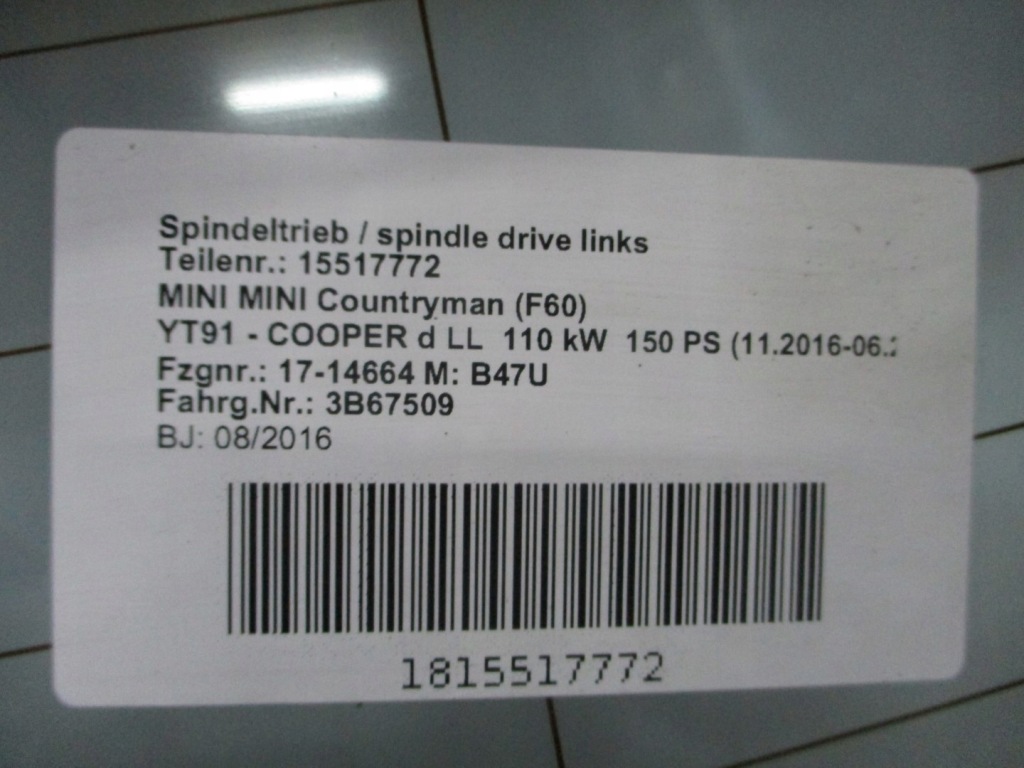 Spindeltrieb / spindle drive links
Teilenr.: 15517772
MINI MINI Countryman (F60)
YT91 - COOPER d LL 110 kW 150 PS (11.2016-06.
Fzgnr.: 17-14664 M: B47U
Fahrg.Nr.: 3B67509
BJ: 08/2016
1815517772